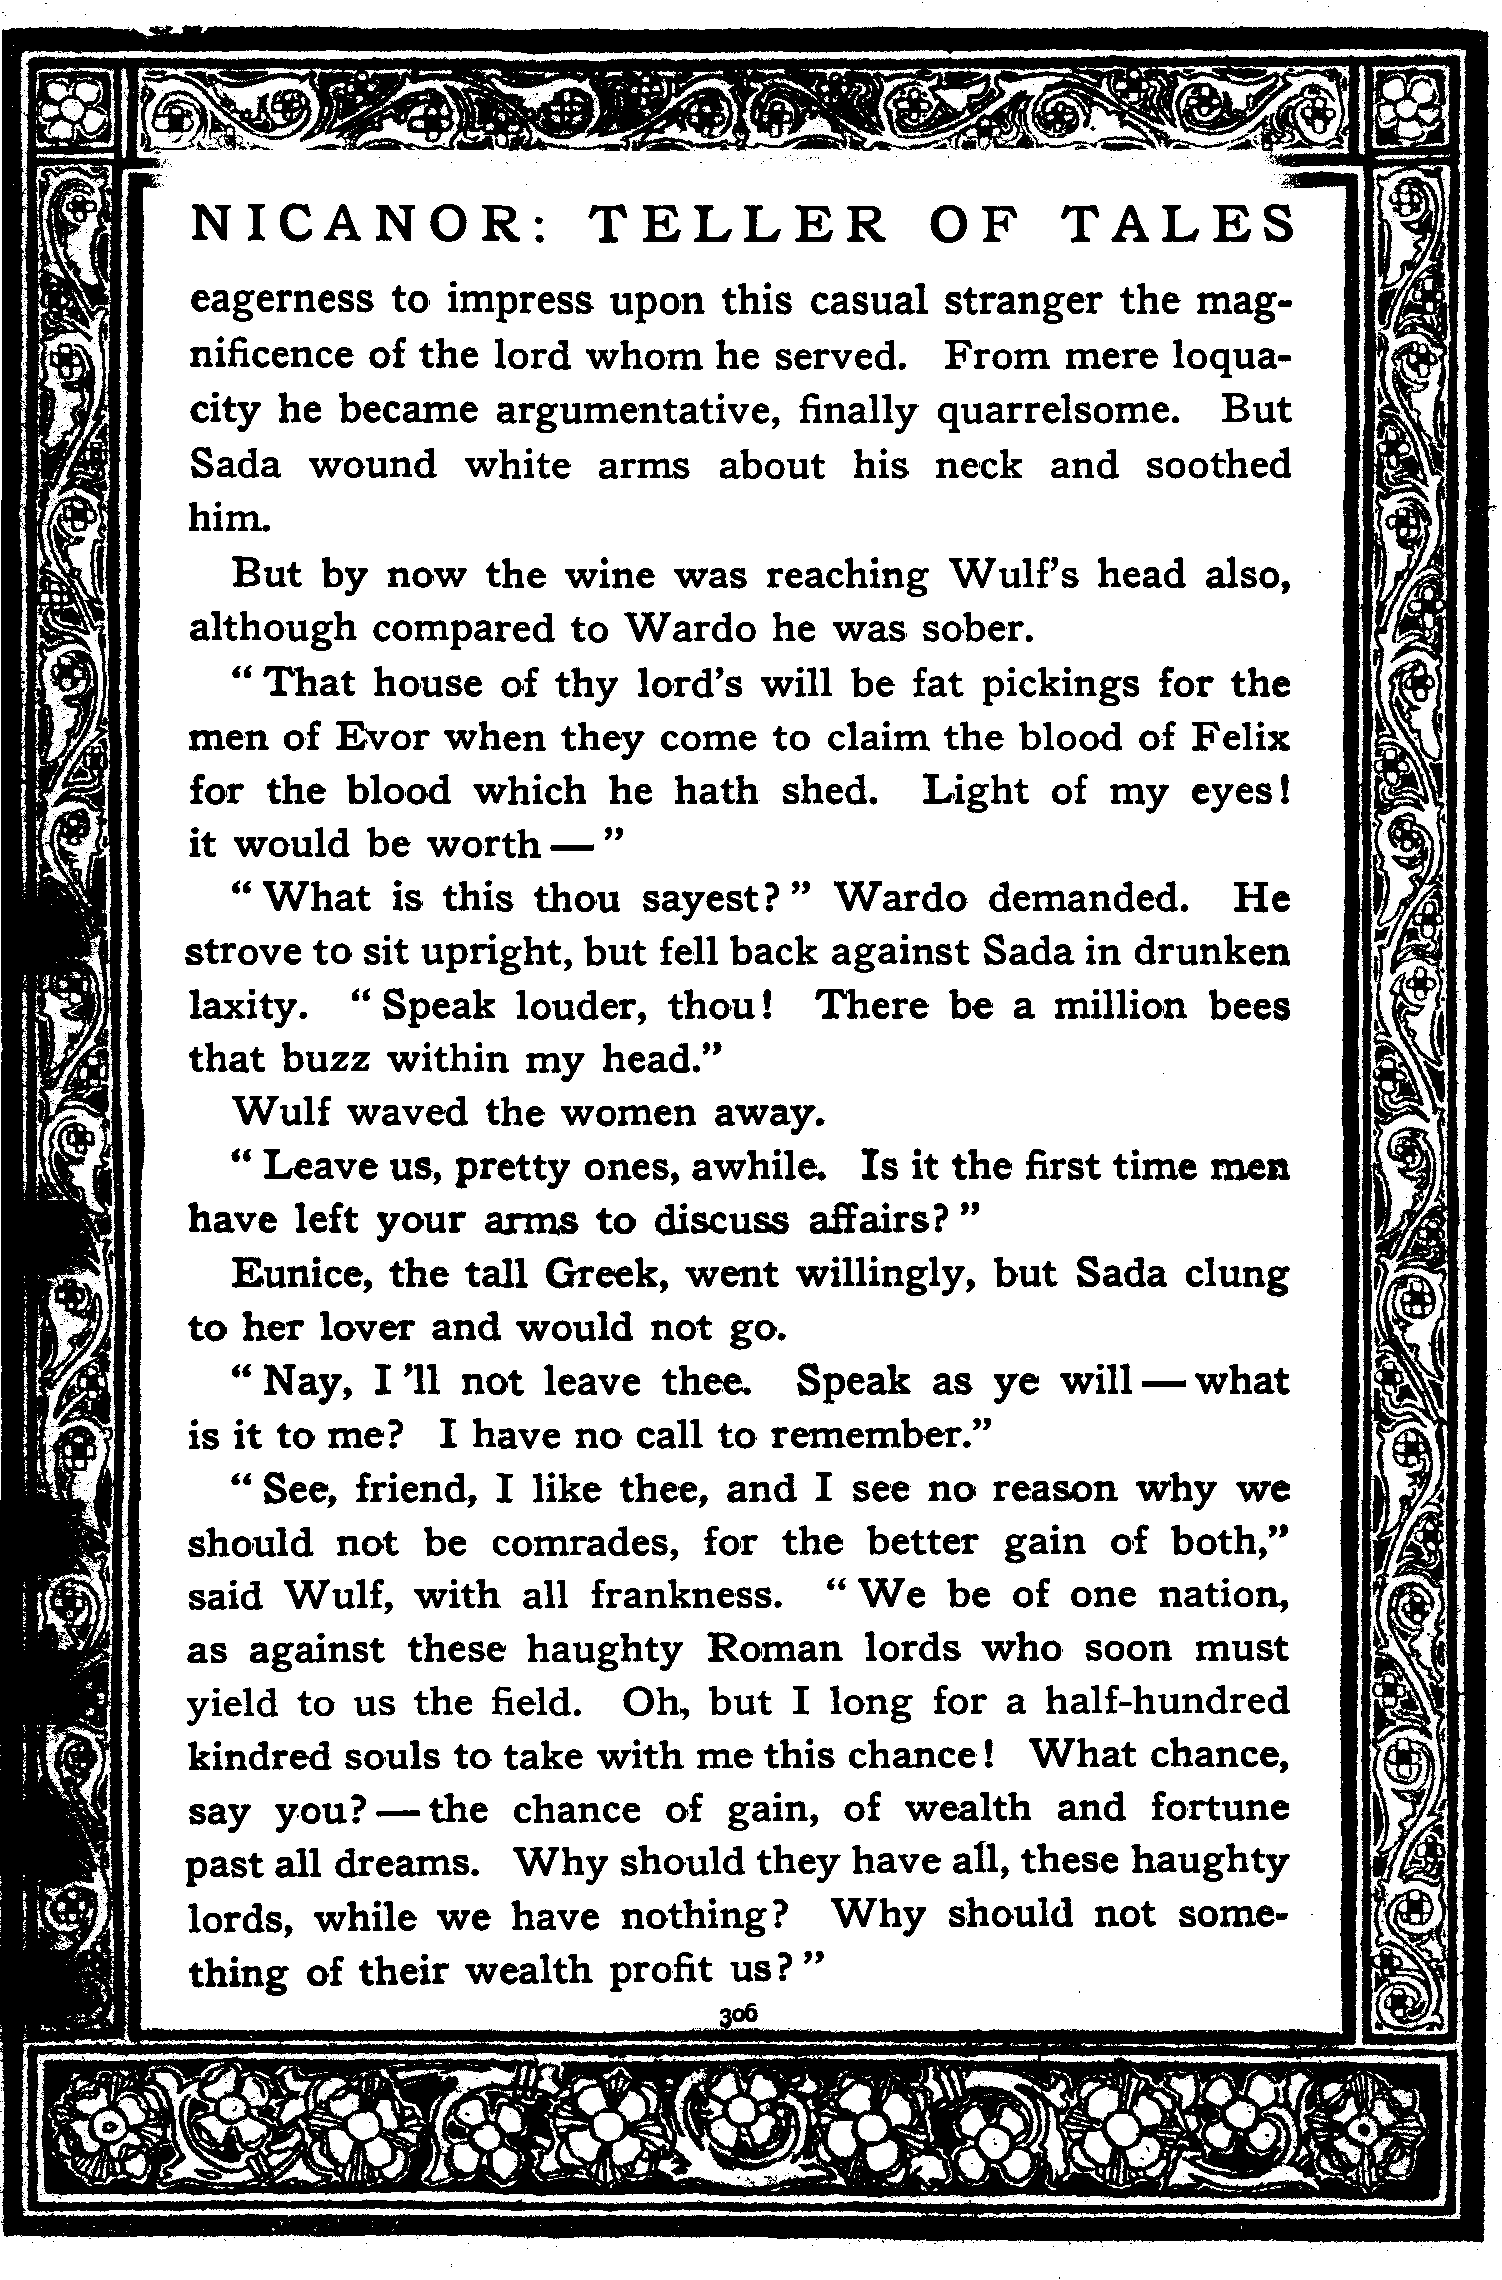 NICANOR: TELLER OF TALES
eagerness to impress upon this casual stranger the mag-
nificence of the lord whom he served. From mere loqua-
city he became argumentative, finally quarrelsome. But
Sada wound white arms about his neck and soothed
him.
But by now the wine was reaching Wulf's head also,
although compared to Wardo he was sober.
“That house of thy lord's will be fat pickings for the
men of Evor when they come to claim the blood of Felix
for the blood which he hath shed. Light of my eyes!
it would be worth—”
“What is this thou sayest?” Wardo demanded. He
strove to sit upright, but fell back against Sada in drunken
laxity. “Speak louder, thou! There be a million bees
that buzz within my head.”
Wulf waved the women away.
“Leave us, pretty ones, awhile. Is it the first time men
have left your arms to discuss affairs?”
Eunice, the tall Greek, went willingly, but Sada clung
to her lover and would not go.
“Nay, I'll not leave thee. Speak as ye will—what
is it to me? I have no call to remember.”
“See, friend, I like thee, and I see no reason why we
should not be comrades, for the better gain of both,”
said Wulf, with all frankness. “We be of one nation,
as against these haughty Roman lords who soon must
yield to us the field. Oh, but I long for a half-hundred
kindred souls to take with me this chance! What chance,
say you?—the chance of gain, of wealth and fortune
past all dreams. Why should they have all, these haughty
lords, while we have nothing? Why should not some-
thing of their wealth profit us?”
306